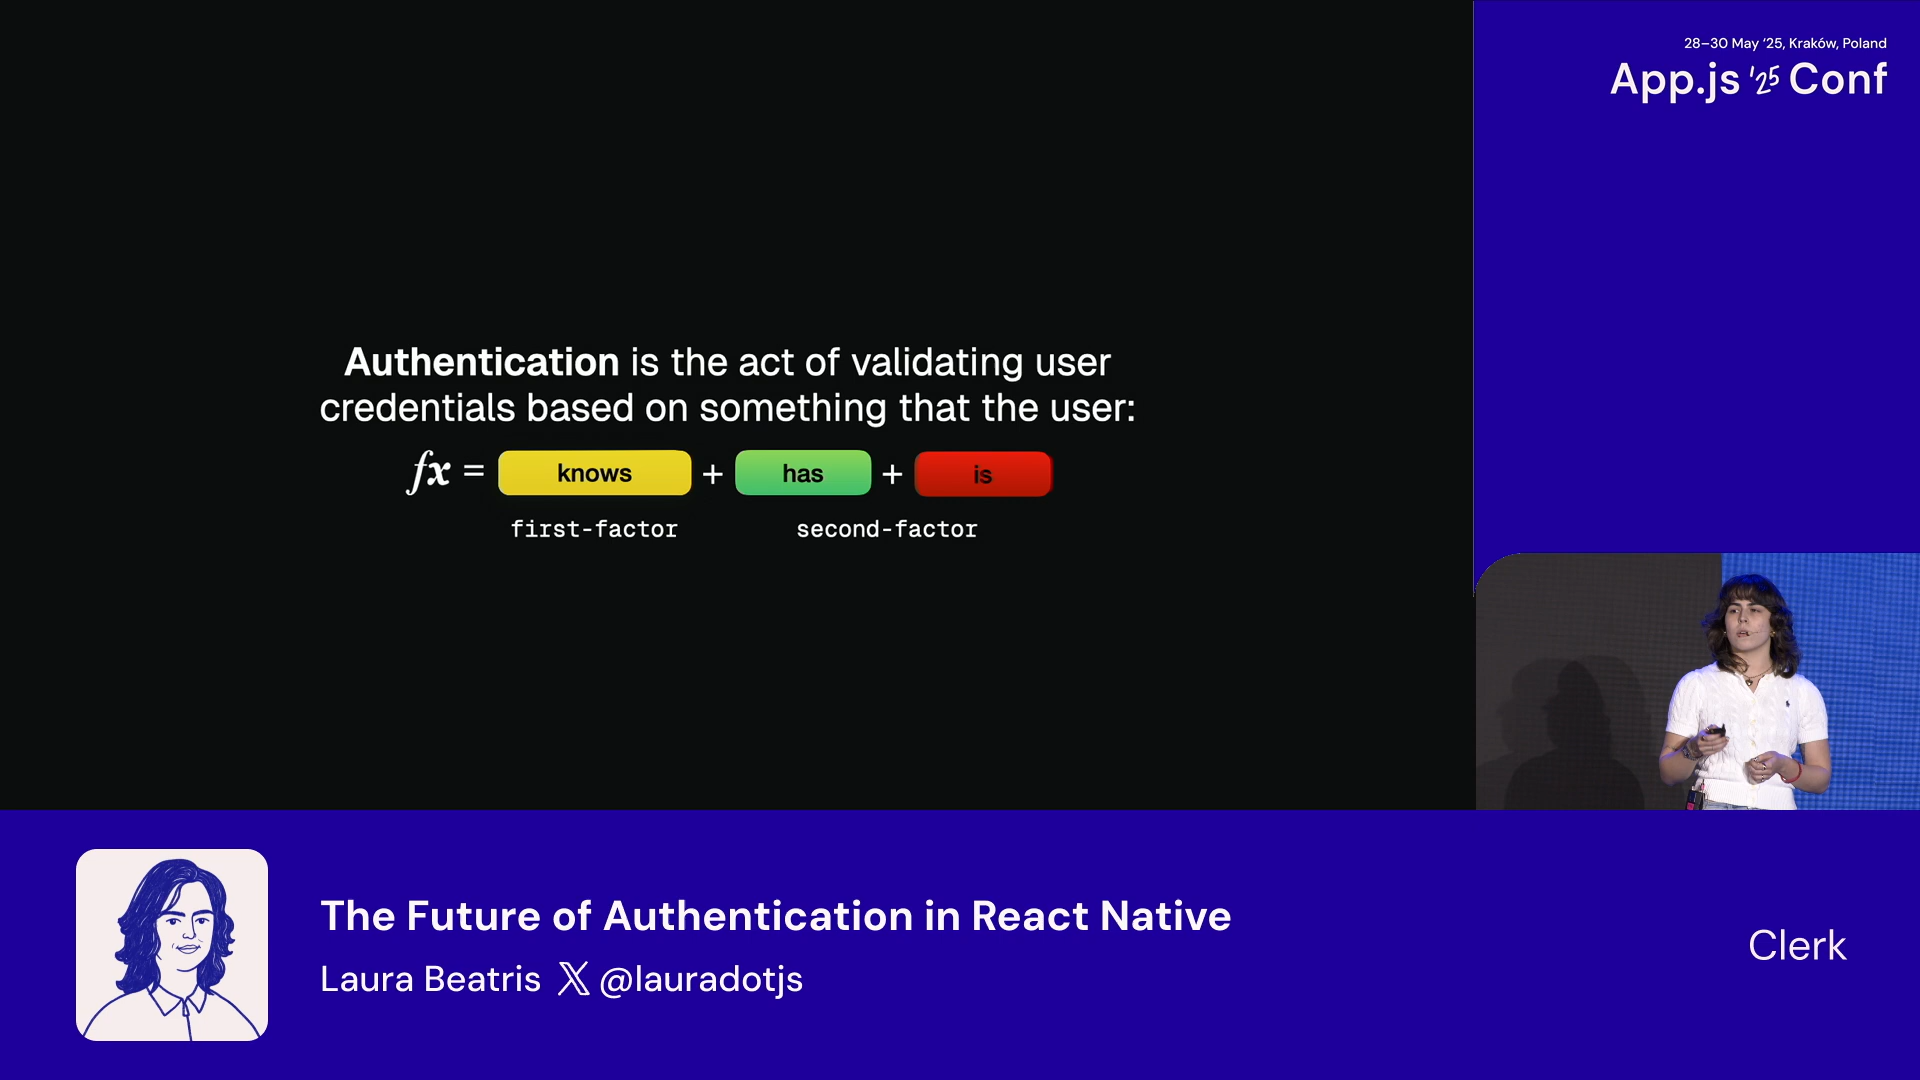 28–30 May '25, Kraków, Poland
App.js '25 Conf
Authentication is the act of validating user
credentials based on something that the user:
fx = knows + has + is
first-factor second-factor
The Future of Authentication in React Native
Laura Beatris 𝕏 @lauradotjs
Clerk